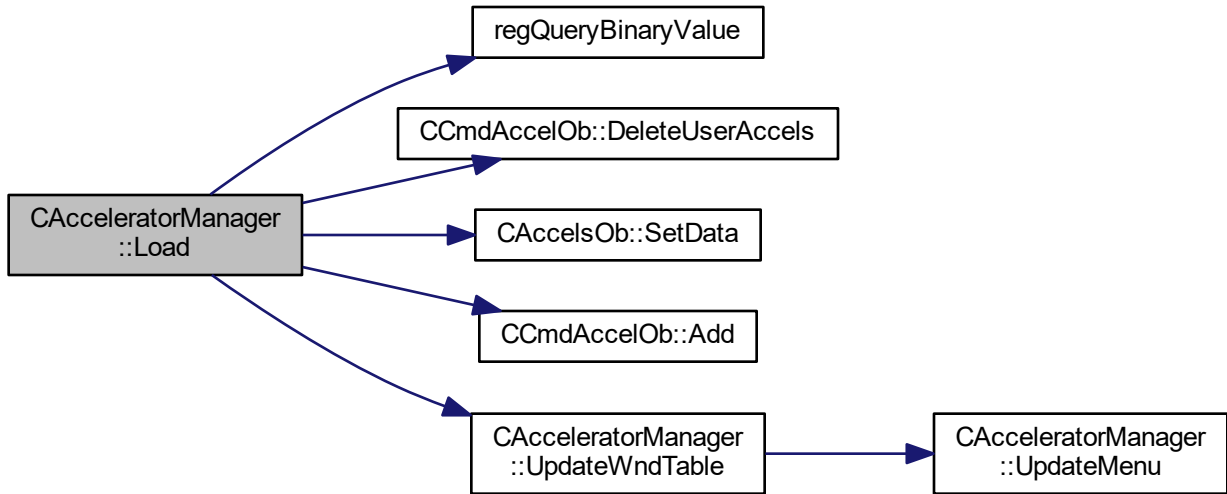 regQueryBinaryValue
CCmdAccelOb::DeleteUserAccels
CAcceleratorManager
::Load
CAccelsOb::SetData
CCmdAccelOb::Add
CAcceleratorManager
::UpdateWndTable
CAcceleratorManager
::UpdateMenu